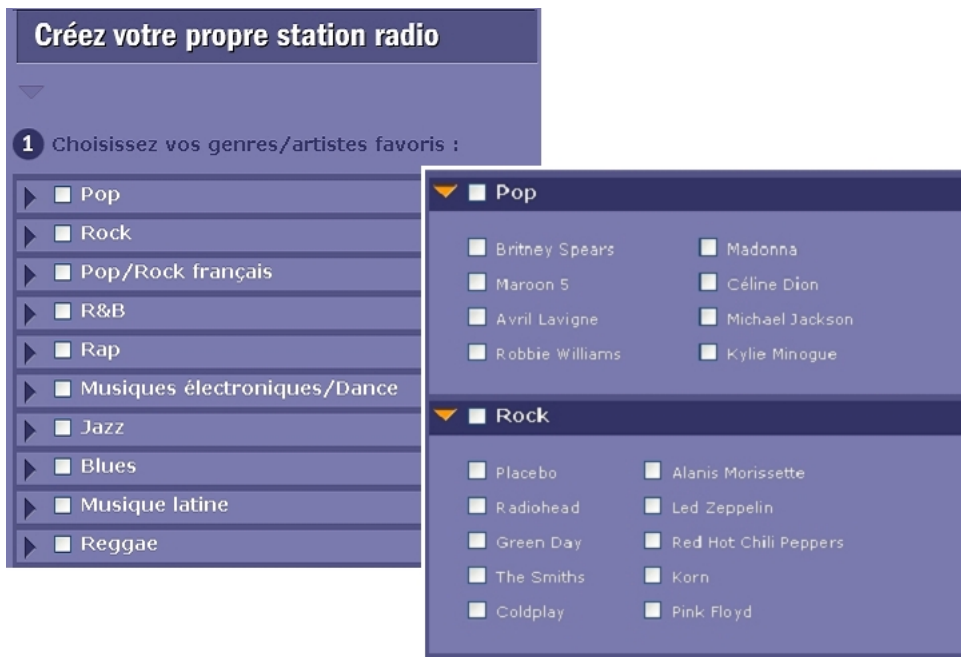 Créez votre propre station radio
1 Choisissez vos genres/artistes favoris :
Pop
Rock
Pop/Rock français
R&B
Rap
Musiques électroniques/Dance
Jazz
Blues
Musique latine
Reggae
Pop
Britney Spears Madonna
Maroon 5 Céline Dion
Avril Lavigne Michael Jackson
Robbie Williams Kylie Minogue
Rock
Placebo Alanis Morissette
Radiohead Led Zeppelin
Green Day Red Hot Chili Peppers
The Smiths Korn
Coldplay Pink Floyd